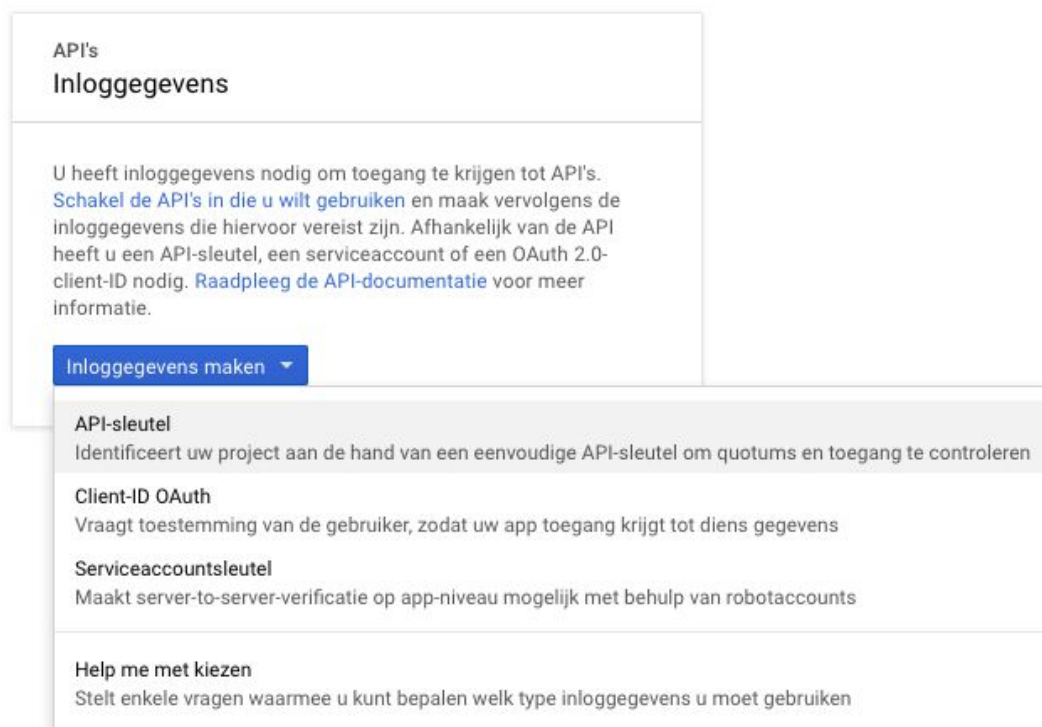 API's
Inloggegevens
U heeft inloggegevens nodig om toegang te krijgen tot API's.
Schakel de API's in die u wilt gebruiken en maak vervolgens de
inloggegevens die hiervoor vereist zijn. Afhankelijk van de API
heeft u een API-sleutel, een serviceaccount of een OAuth 2.0-
client-ID nodig. Raadpleeg de API-documentatie voor meer
informatie.
Inloggegevens maken
API-sleutel
Identificeert uw project aan de hand van een eenvoudige API-sleutel om quotums en toegang te controleren
Client-ID OAuth
Vraagt toestemming van de gebruiker, zodat uw app toegang krijgt tot diens gegevens
Serviceaccountsleutel
Maakt server-to-server-verificatie op app-niveau mogelijk met behulp van robotaccounts
Help me met kiezen
Stelt enkele vragen waarmee u kunt bepalen welk type inloggegevens u moet gebruiken